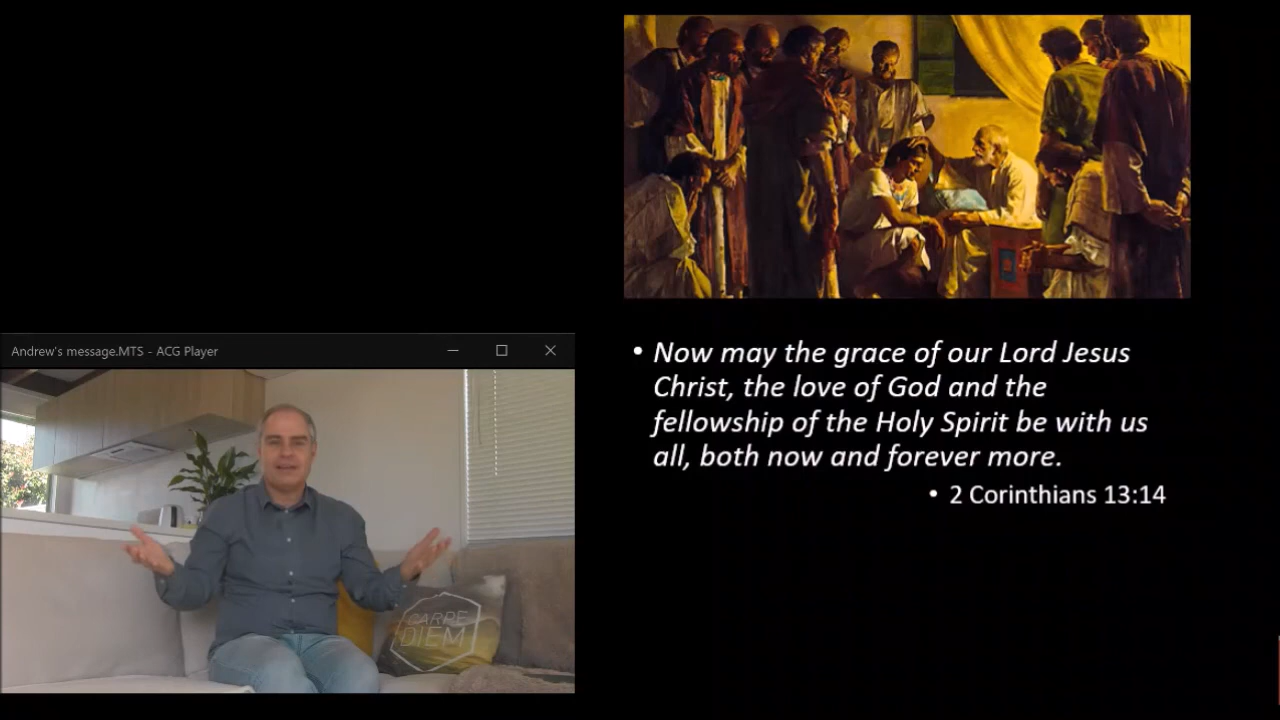 Andrew's message.MTS - ACG Player
CARPE
DIEM
• Now may the grace of our Lord Jesus
Christ, the love of God and the
fellowship of the Holy Spirit be with us
all, both now and forever more.
• 2 Corinthians 13:14